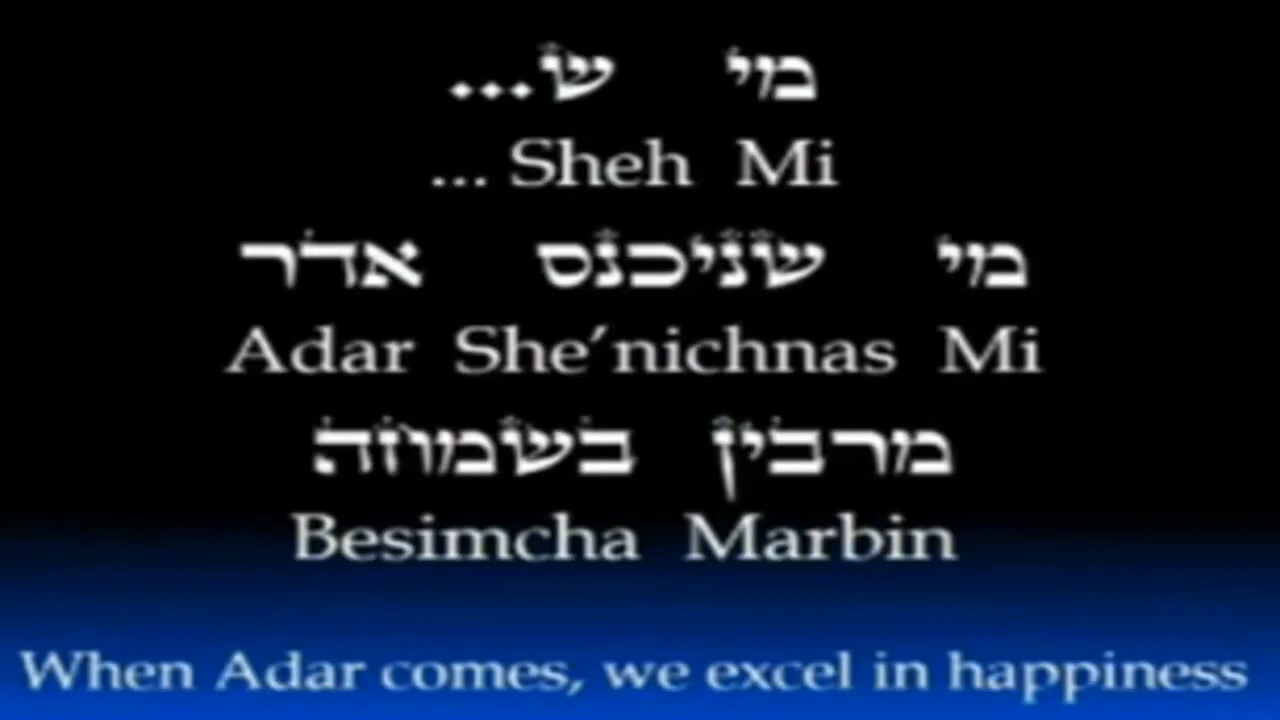 מי ש...
... Sheh Mi
מי שניכנס אדר
Adar She’nichnas Mi
מרבין בשמחה
Besimcha Marbin
When Adar comes, we excel in happiness